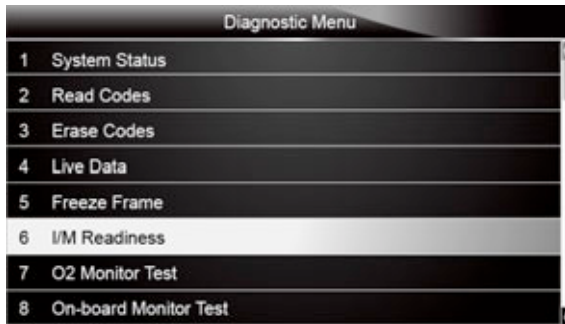 Diagnostic Menu
1 System Status
2 Read Codes
3 Erase Codes
4 Live Data
5 Freeze Frame
6 I/M Readiness
7 O2 Monitor Test
8 On-board Monitor Test